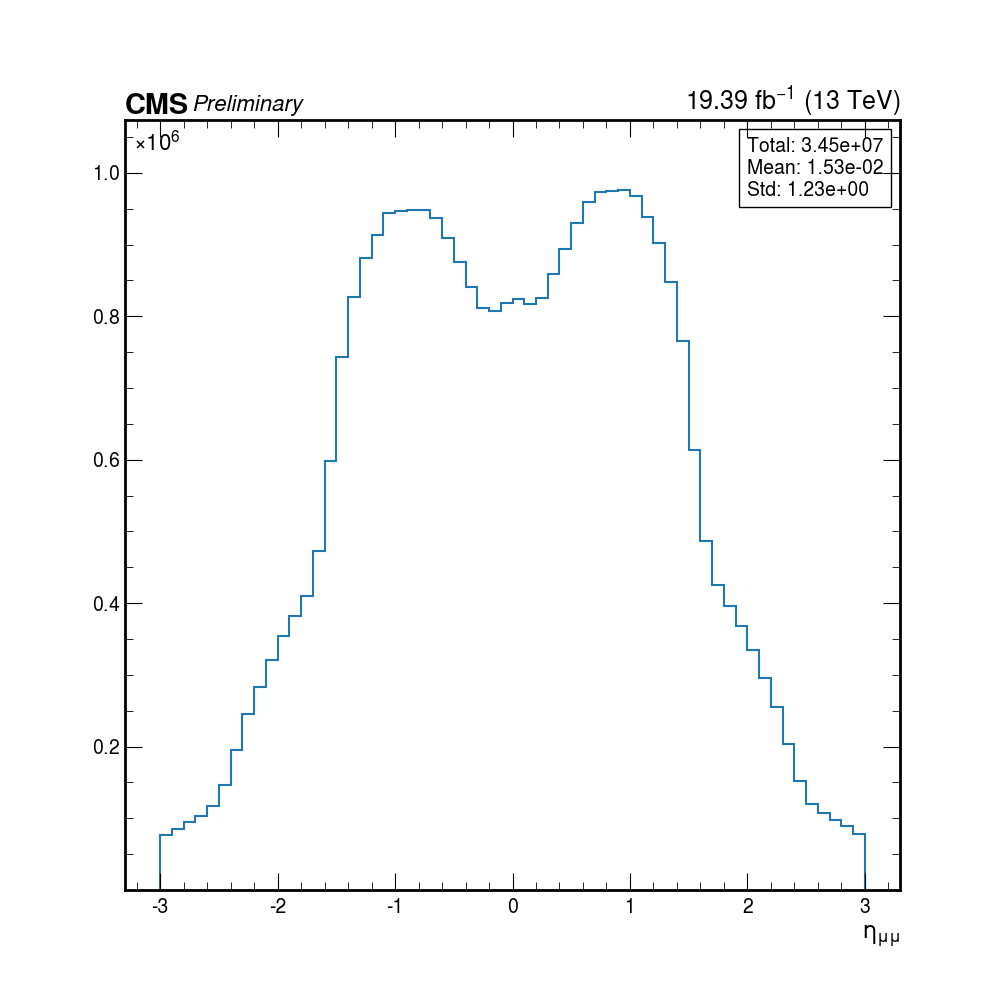 CMS Preliminary 19.39 fb⁻¹ (13 TeV)
×10⁶
Total: 3.45e+07
Mean: 1.53e-02
Std: 1.23e+00
1.0
0.8
0.6
0.4
0.2
-3 -2 -1 0 1 2 3
ημμ